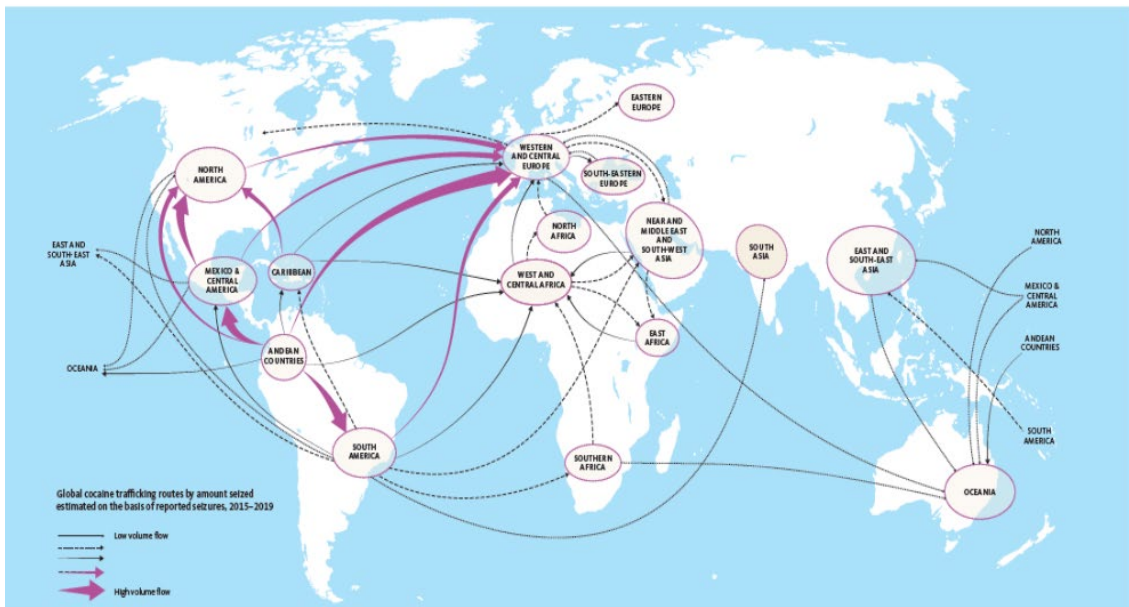 EASTERN
EUROPE
WESTERN
AND CENTRAL
EUROPE
NORTH
AMERICA
SOUTH-EASTERN
EUROPE
NORTH
AFRICA
NEAR AND
MIDDLE EAST
AND
SOUTH-WEST
ASIA
SOUTH
ASIA
EAST AND
SOUTH-EAST
ASIA
NORTH
AMERICA
EAST AND
SOUTH-EAST
ASIA
MEXICO &
CENTRAL
AMERICA
CARIBBEAN
WEST AND
CENTRAL AFRICA
MEXICO &
CENTRAL
AMERICA
EAST
AFRICA
ANDEAN
COUNTRIES
ANDEAN
COUNTRIES
OCEANIA
SOUTH
AMERICA
SOUTH
AMERICA
SOUTHERN
AFRICA
OCEANIA
Global cocaine trafficking routes by amount seized
estimated on the basis of reported seizures, 2015–2019
Low volume flow
High volume flow